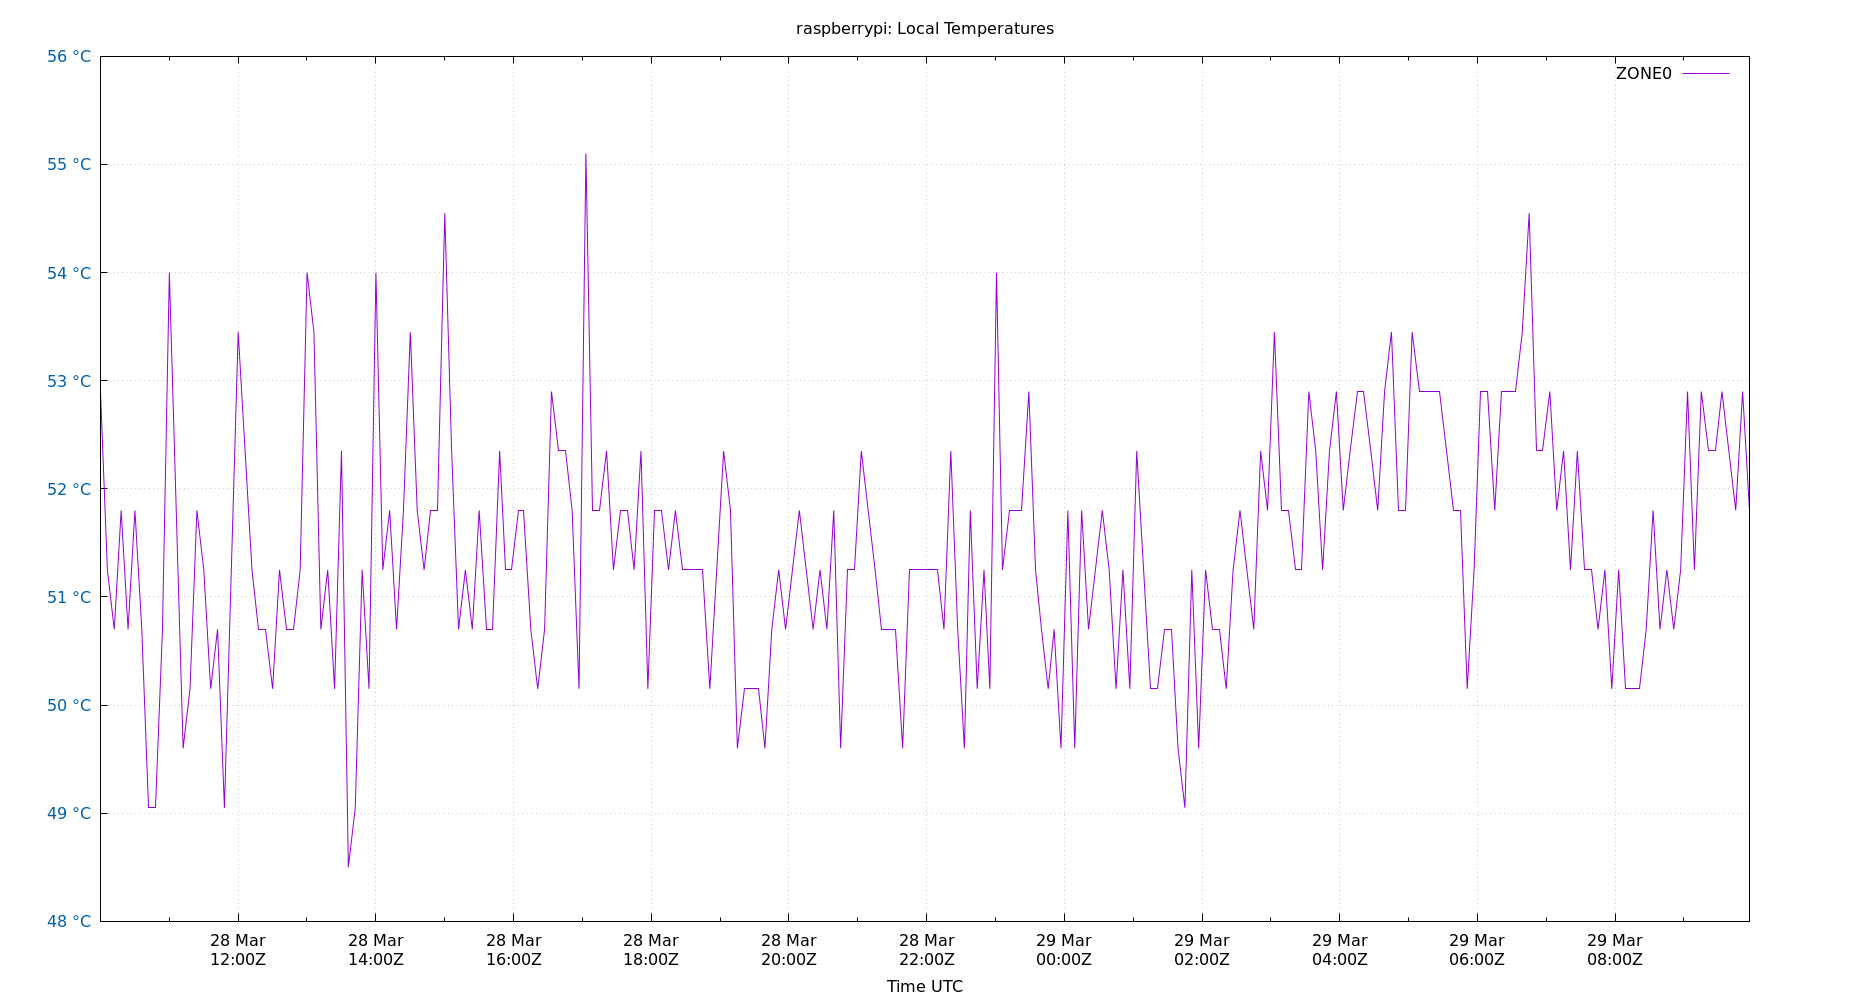 raspberrypi: Local Temperatures
56 °C
ZONE0
55 °C
54 °C
53 °C
52 °C
51 °C
50 °C
49 °C
48 °C
28 Mar 28 Mar 28 Mar 28 Mar 28 Mar 28 Mar 29 Mar 29 Mar 29 Mar 29 Mar 29 Mar
12:00Z 14:00Z 16:00Z 18:00Z 20:00Z 22:00Z 00:00Z 02:00Z 04:00Z 06:00Z 08:00Z
Time UTC